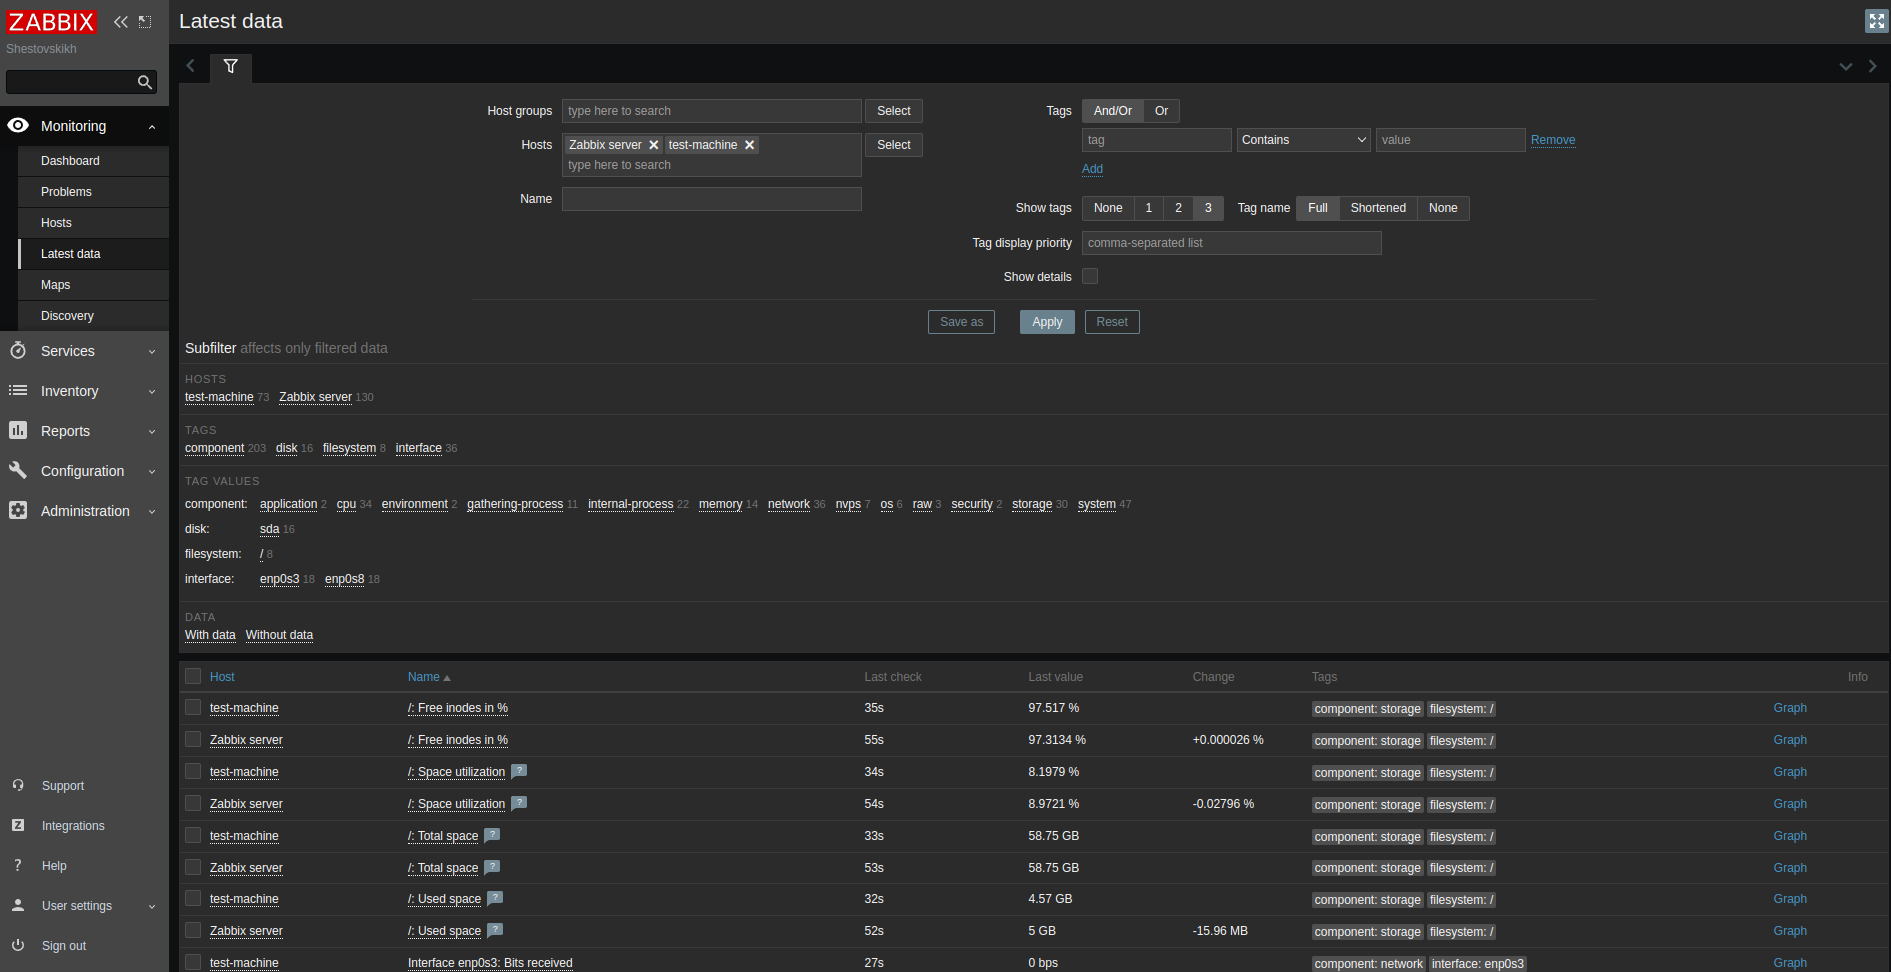 ZABBIX
Shestovskikh
Monitoring
Dashboard
Problems
Hosts
Latest data
Maps
Discovery
Services
Inventory
Reports
Configuration
Administration
Support
Integrations
Help
User settings
Sign out
Latest data
Host groups type here to search Select
Hosts Zabbix server test-machine Select
type here to search
Name
Tags And/Or Or
tag Contains value Remove
Add
Show tags None 1 2 3 Tag name Full Shortened None
Tag display priority comma-separated list
Show details
Save as Apply Reset
Subfilter affects only filtered data
HOSTS
test-machine 73 Zabbix server 130
TAGS
component 203 disk 16 filesystem 8 interface 36
TAG VALUES
component: application 2 cpu 34 environment 2 gathering-process 11 internal-process 22 memory 14 network 36 nvps 7 os 6 raw 3 security 2 storage 30 system 47
disk: sda 16
filesystem: / 8
interface: enp0s3 18 enp0s8 18
DATA
With data Without data
Host Name Last check Last value Change Tags Info
test-machine /: Free inodes in % 35s 97.517 % component: storage filesystem: / Graph
Zabbix server /: Free inodes in % 55s 97.3134 % +0.000026 % component: storage filesystem: / Graph
test-machine /: Space utilization ? 34s 8.1979 % component: storage filesystem: / Graph
Zabbix server /: Space utilization ? 54s 8.9721 % -0.02796 % component: storage filesystem: / Graph
test-machine /: Total space ? 33s 58.75 GB component: storage filesystem: / Graph
Zabbix server /: Total space ? 53s 58.75 GB component: storage filesystem: / Graph
test-machine /: Used space ? 32s 4.57 GB component: storage filesystem: / Graph
Zabbix server /: Used space ? 52s 5 GB -15.96 MB component: storage filesystem: / Graph
test-machine Interface enp0s3: Bits received 27s 0 bps component: network interface: enp0s3 Graph